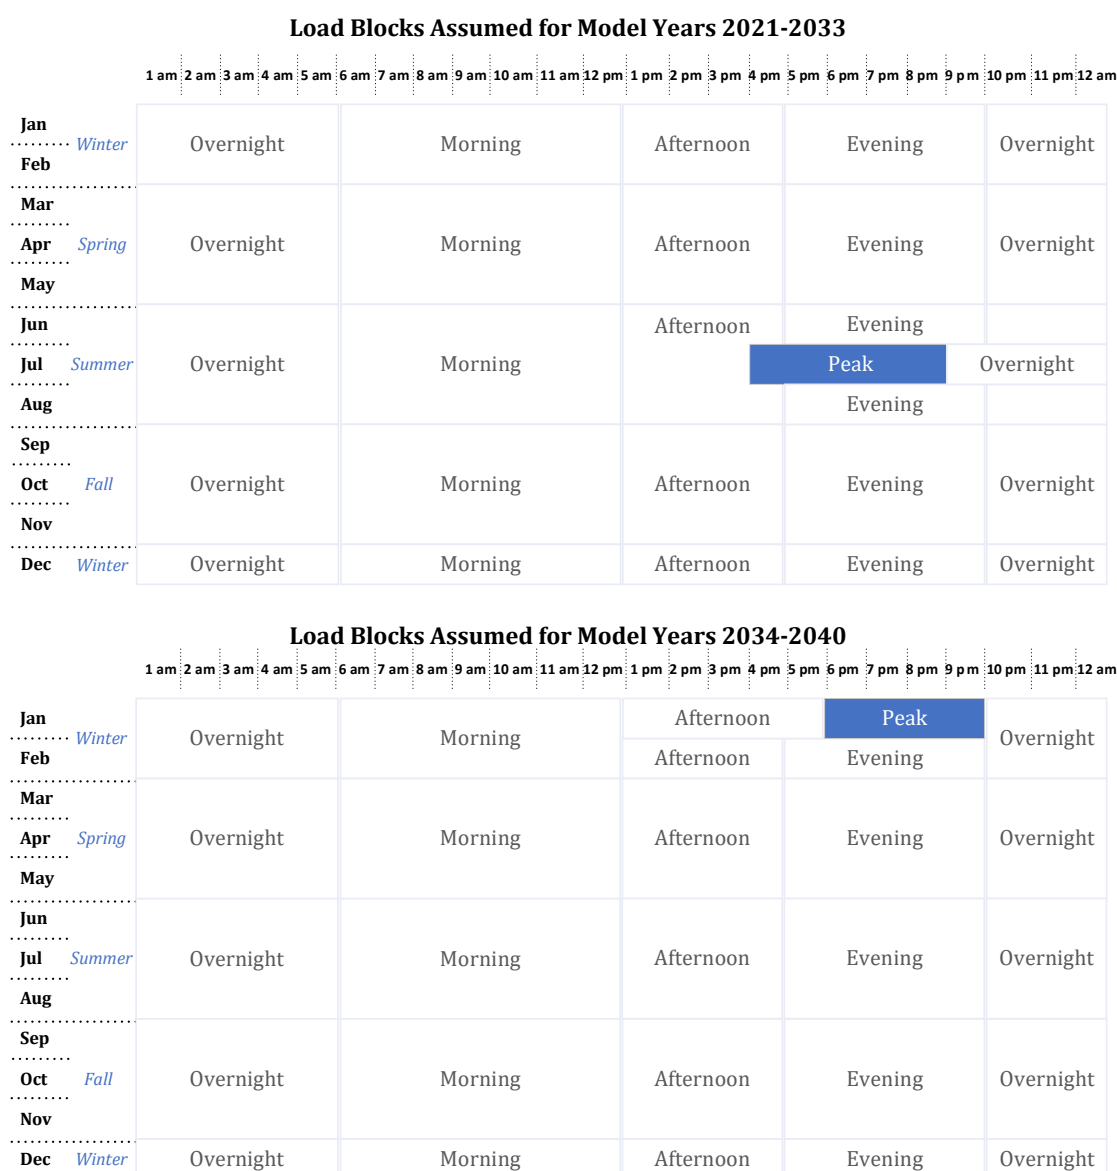 Load Blocks Assumed for Model Years 2021-2033
1 am 2 am 3 am 4 am 5 am 6 am 7 am 8 am 9 am 10 am 11 am 12 pm 1 pm 2 pm 3 pm 4 pm 5 pm 6 pm 7 pm 8 pm 9 pm 10 pm 11 pm 12 am
Jan
Winter Overnight Morning Afternoon Evening Overnight
Feb
Mar
Apr Spring Overnight Morning Afternoon Evening Overnight
May
Jun Afternoon Evening
Jul Summer Overnight Morning Peak Overnight
Aug Evening
Sep
Oct Fall Overnight Morning Afternoon Evening Overnight
Nov
Dec Winter Overnight Morning Afternoon Evening Overnight
Load Blocks Assumed for Model Years 2034-2040
1 am 2 am 3 am 4 am 5 am 6 am 7 am 8 am 9 am 10 am 11 am 12 pm 1 pm 2 pm 3 pm 4 pm 5 pm 6 pm 7 pm 8 pm 9 pm 10 pm 11 pm 12 am
Jan Afternoon Peak
Winter Overnight Morning Overnight
Feb Afternoon Evening
Mar
Apr Spring Overnight Morning Afternoon Evening Overnight
May
Jun
Jul Summer Overnight Morning Afternoon Evening Overnight
Aug
Sep
Oct Fall Overnight Morning Afternoon Evening Overnight
Nov
Dec Winter Overnight Morning Afternoon Evening Overnight